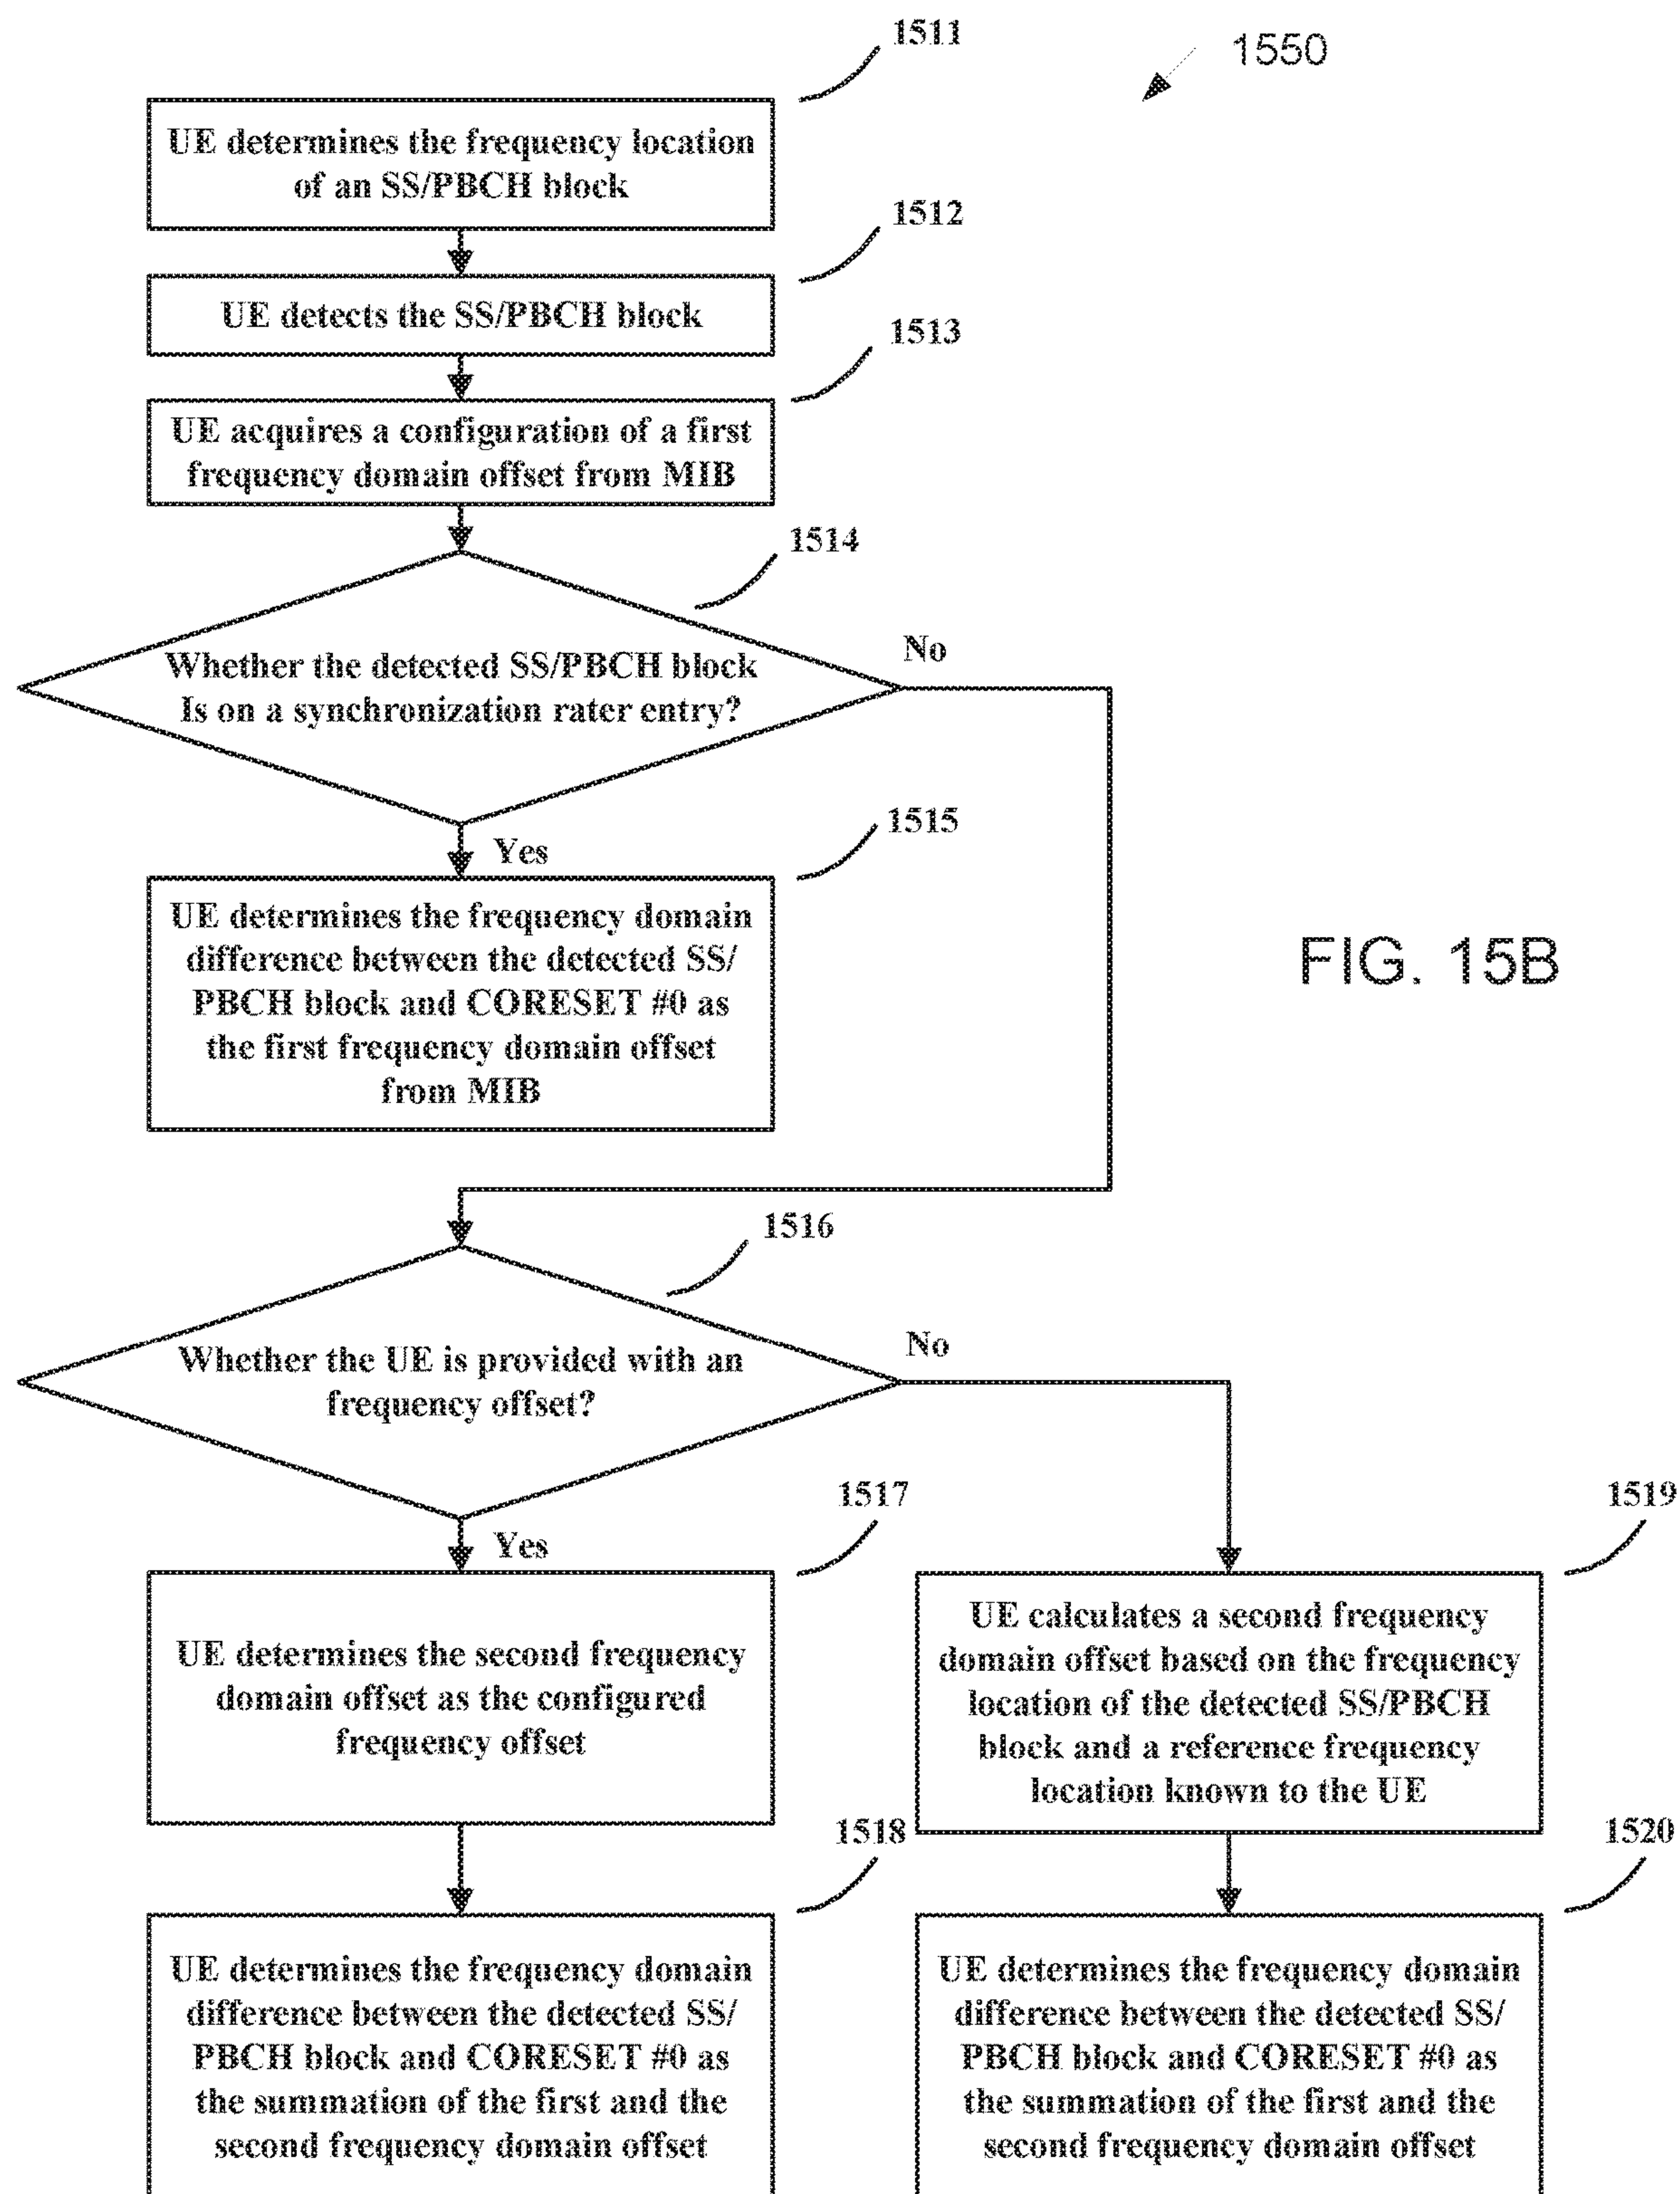 1511
1550
UE determines the frequency location
of an SS/PBCH block
1512
UE detects the SS/PBCH block
1513
UE acquires a configuration of a first
frequency domain offset from MIB
1514
Whether the detected SS/PBCH block
Is on a synchronization rater entry?
No
Yes
1515
UE determines the frequency domain
difference between the detected SS/
PBCH block and CORESET #0 as
the first frequency domain offset
from MIB
FIG. 15B
1516
Whether the UE is provided with an
frequency offset?
No
Yes
1517
UE determines the second frequency
domain offset as the configured
frequency offset
1519
UE calculates a second frequency
domain offset based on the frequency
location of the detected SS/PBCH
block and a reference frequency
location known to the UE
1518
UE determines the frequency domain
difference between the detected SS/
PBCH block and CORESET #0 as
the summation of the first and the
second frequency domain offset
1520
UE determines the frequency domain
difference between the detected SS/
PBCH block and CORESET #0 as
the summation of the first and the
second frequency domain offset